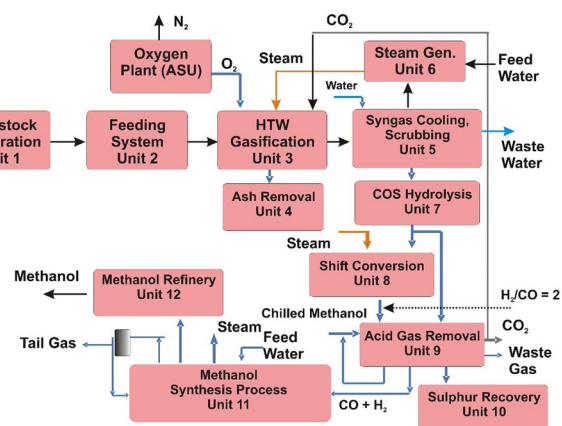 N2
CO2
Oxygen
Plant (ASU)
O2
Steam
Steam Gen.
Unit 6
Feed
Water
Water
stock
ration
it 1
Feeding
System
Unit 2
HTW
Gasification
Unit 3
Syngas Cooling,
Scrubbing
Unit 5
Waste
Water
Ash Removal
Unit 4
COS Hydrolysis
Unit 7
Steam
Shift Conversion
Unit 8
Methanol
Methanol Refinery
Unit 12
H2/CO = 2
Chilled Methanol
CO2
Tail Gas
Steam
Feed
Water
Acid Gas Removal
Unit 9
Waste
Gas
Methanol
Synthesis Process
Unit 11
CO + H2
Sulphur Recovery
Unit 10